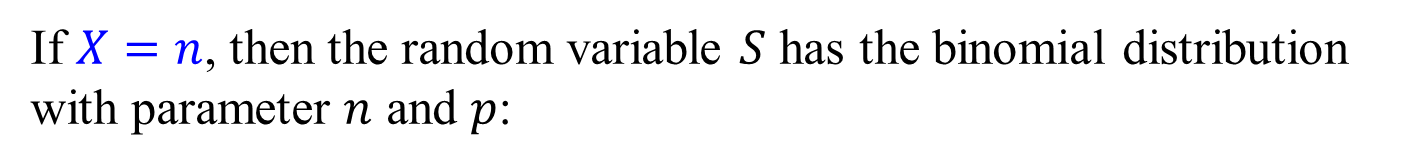 If X = n, then the random variable S has the binomial distribution
with parameter n and p: